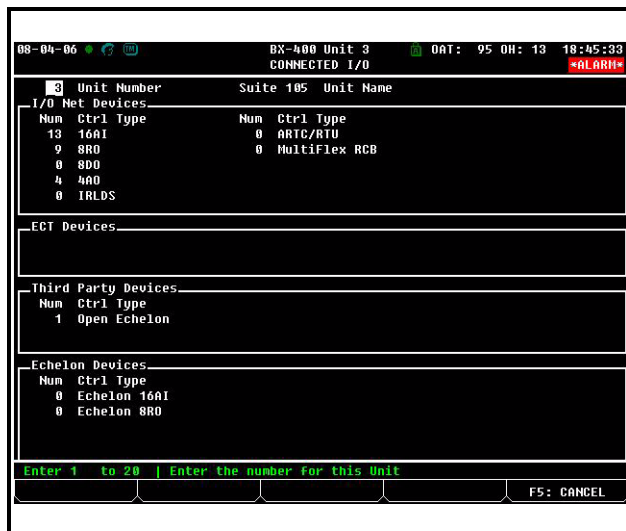 08-04-06 BX-400 Unit 3 OAT: 95 OH: 13 18:45:33
CONNECTED I/O *ALARM*
3 Unit Number Suite 105 Unit Name
I/O Net Devices
Num Ctrl Type Num Ctrl Type
13 16AI 0 ARTC/RTU
9 8RO 0 MultiFlex RCB
0 8DO
4 4AO
0 IRLDS
ECT Devices
Third Party Devices
Num Ctrl Type
1 Open Echelon
Echelon Devices
Num Ctrl Type
0 Echelon 16AI
0 Echelon 8RO
Enter 1 to 20 | Enter the number for this Unit
F5: CANCEL